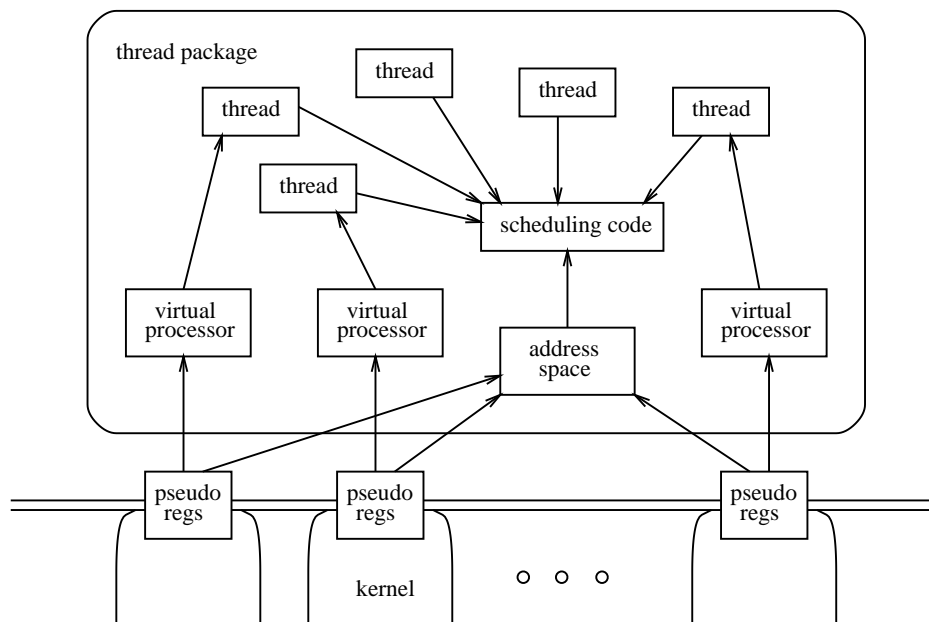 thread package
thread
thread
thread
thread
thread
scheduling code
virtual
processor
virtual
processor
virtual
processor
address
space
pseudo
regs
pseudo
regs
pseudo
regs
kernel